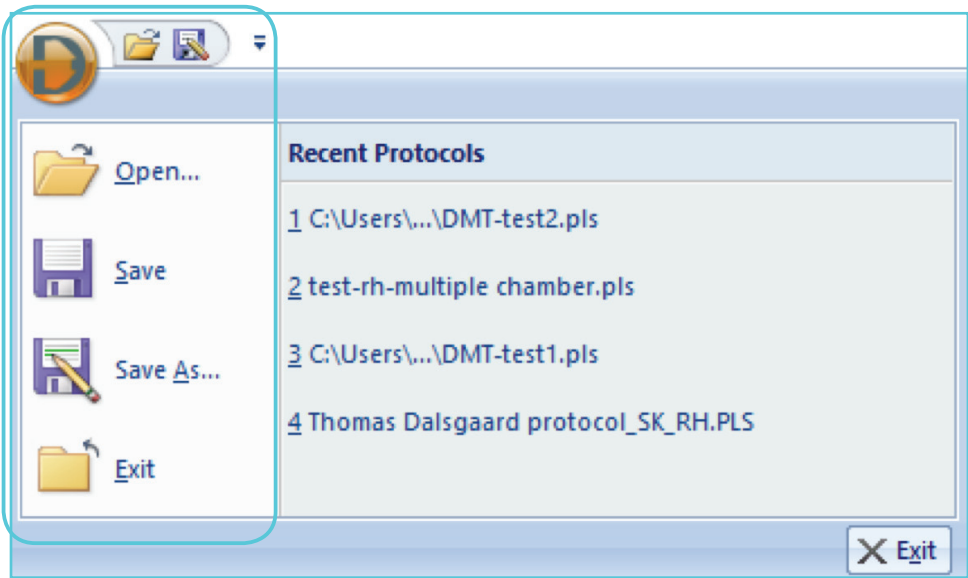 D
Open...
Save
Save As...
Exit
Recent Protocols
1 C:\Users\...\DMT-test2.pls
2 test-rh-multiple chamber.pls
3 C:\Users\...\DMT-test1.pls
4 Thomas Dalsgaard protocol_SK_RH.PLS
Exit